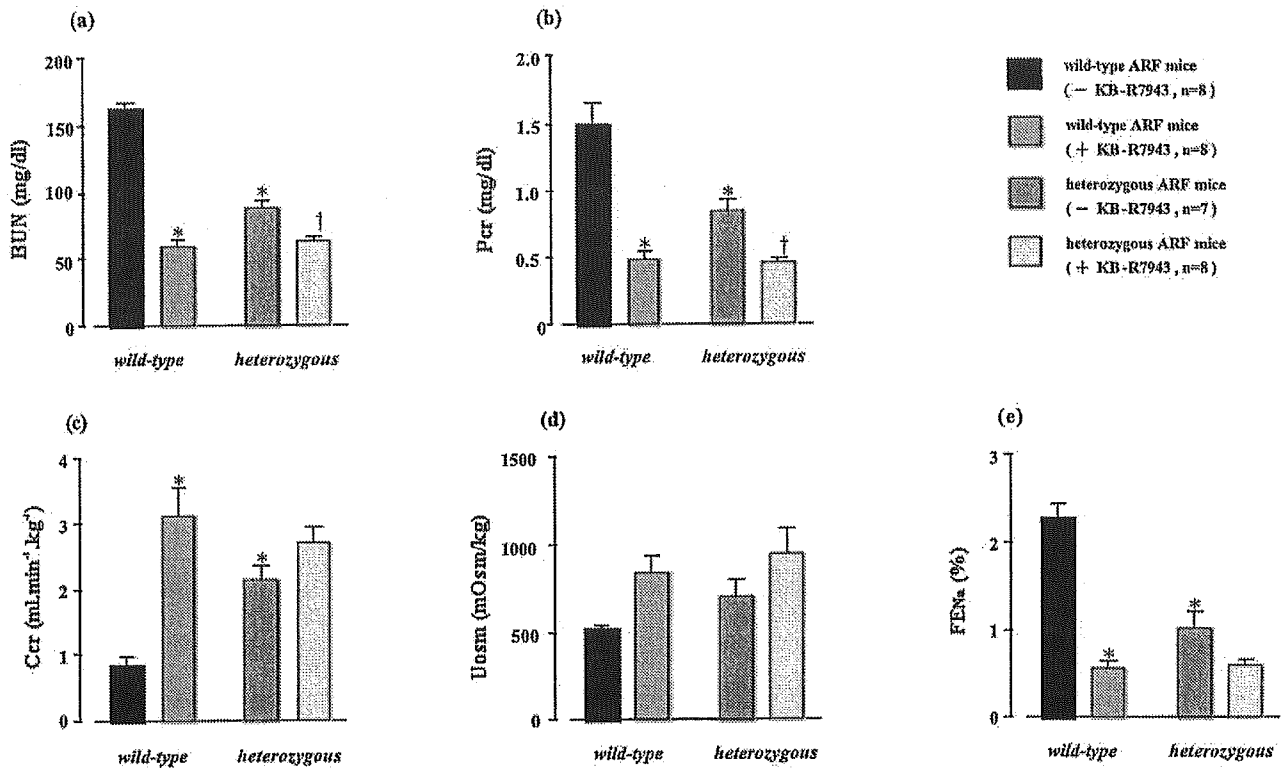 (a)
BUN (mg/dl)
200
150
100
50
0
*
*
†
wild-type
heterozygous
(b)
Pcr (mg/dl)
2.0
1.5
1.0
0.5
0
*
*
†
wild-type
heterozygous
wild-type ARF mice
( − KB-R7943 , n=8 )
wild-type ARF mice
( + KB-R7943 , n=8 )
heterozygous ARF mice
( − KB-R7943 , n=7 )
heterozygous ARF mice
( + KB-R7943 , n=8 )
(c)
Ccr (mLmin⁻¹.kg⁻¹)
4
3
2
1
0
*
*
wild-type
heterozygous
(d)
Uosm (mOsm/kg)
1500
1000
500
0
wild-type
heterozygous
(e)
FENa (%)
3
2
1
0
*
*
wild-type
heterozygous